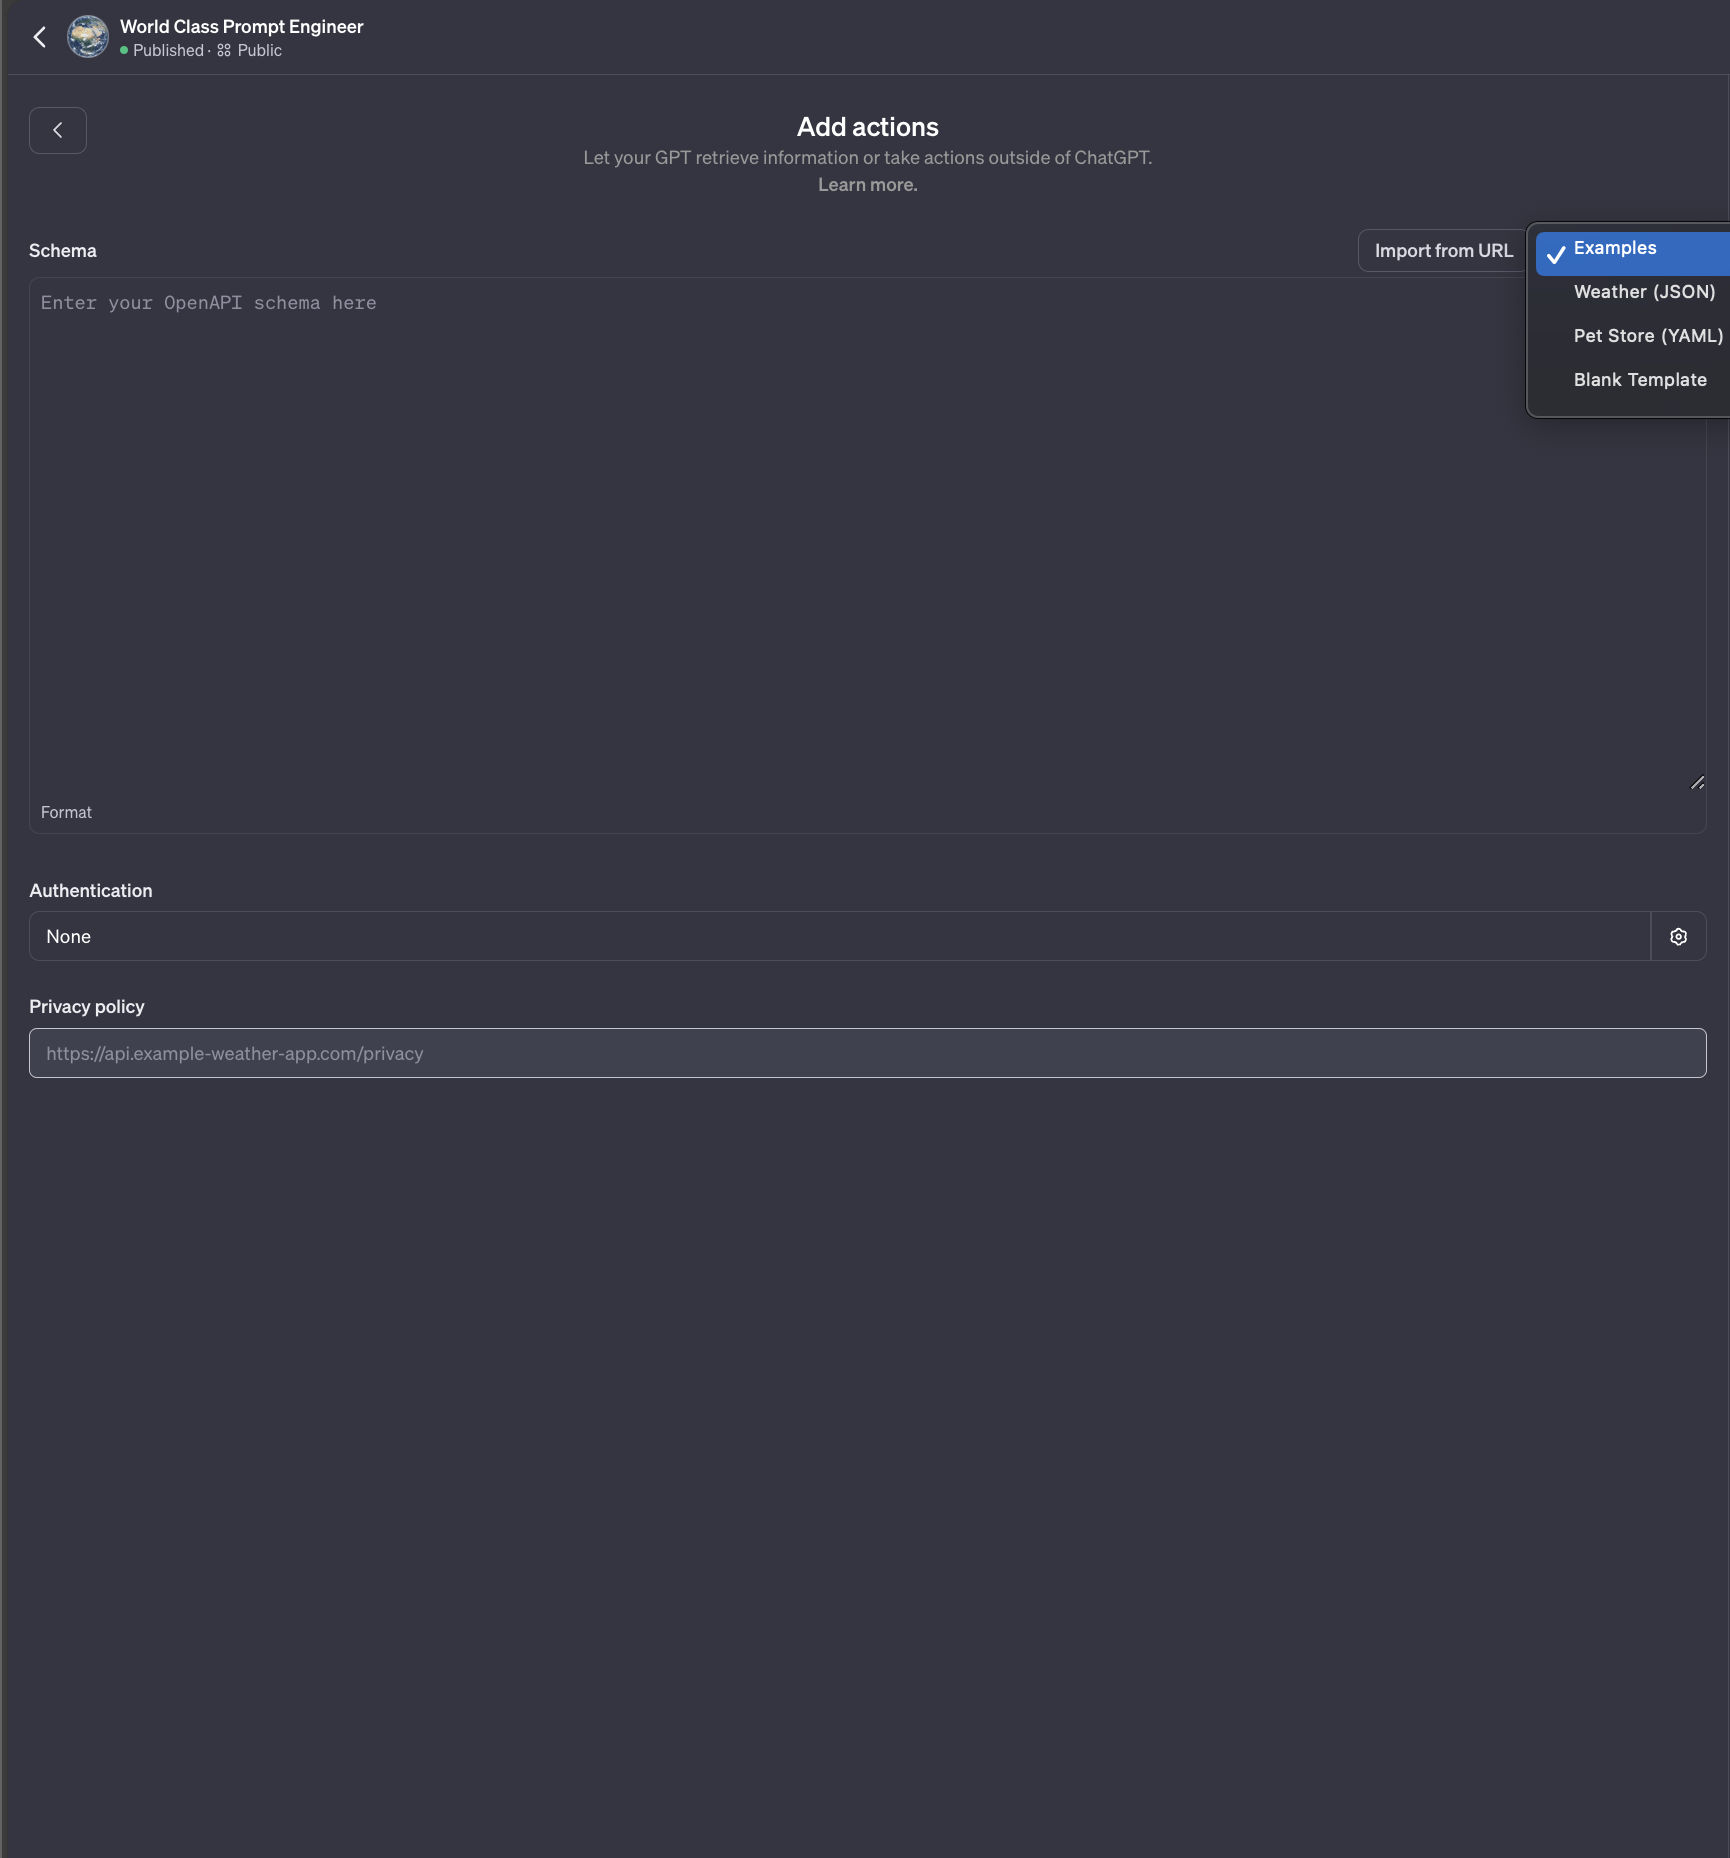 World Class Prompt Engineer
Published · Public
Add actions
Let your GPT retrieve information or take actions outside of ChatGPT.
Learn more.
Schema
Import from URL
Examples
Weather (JSON)
Pet Store (YAML)
Blank Template
Enter your OpenAPI schema here
Format
Authentication
None
Privacy policy
https://api.example-weather-app.com/privacy